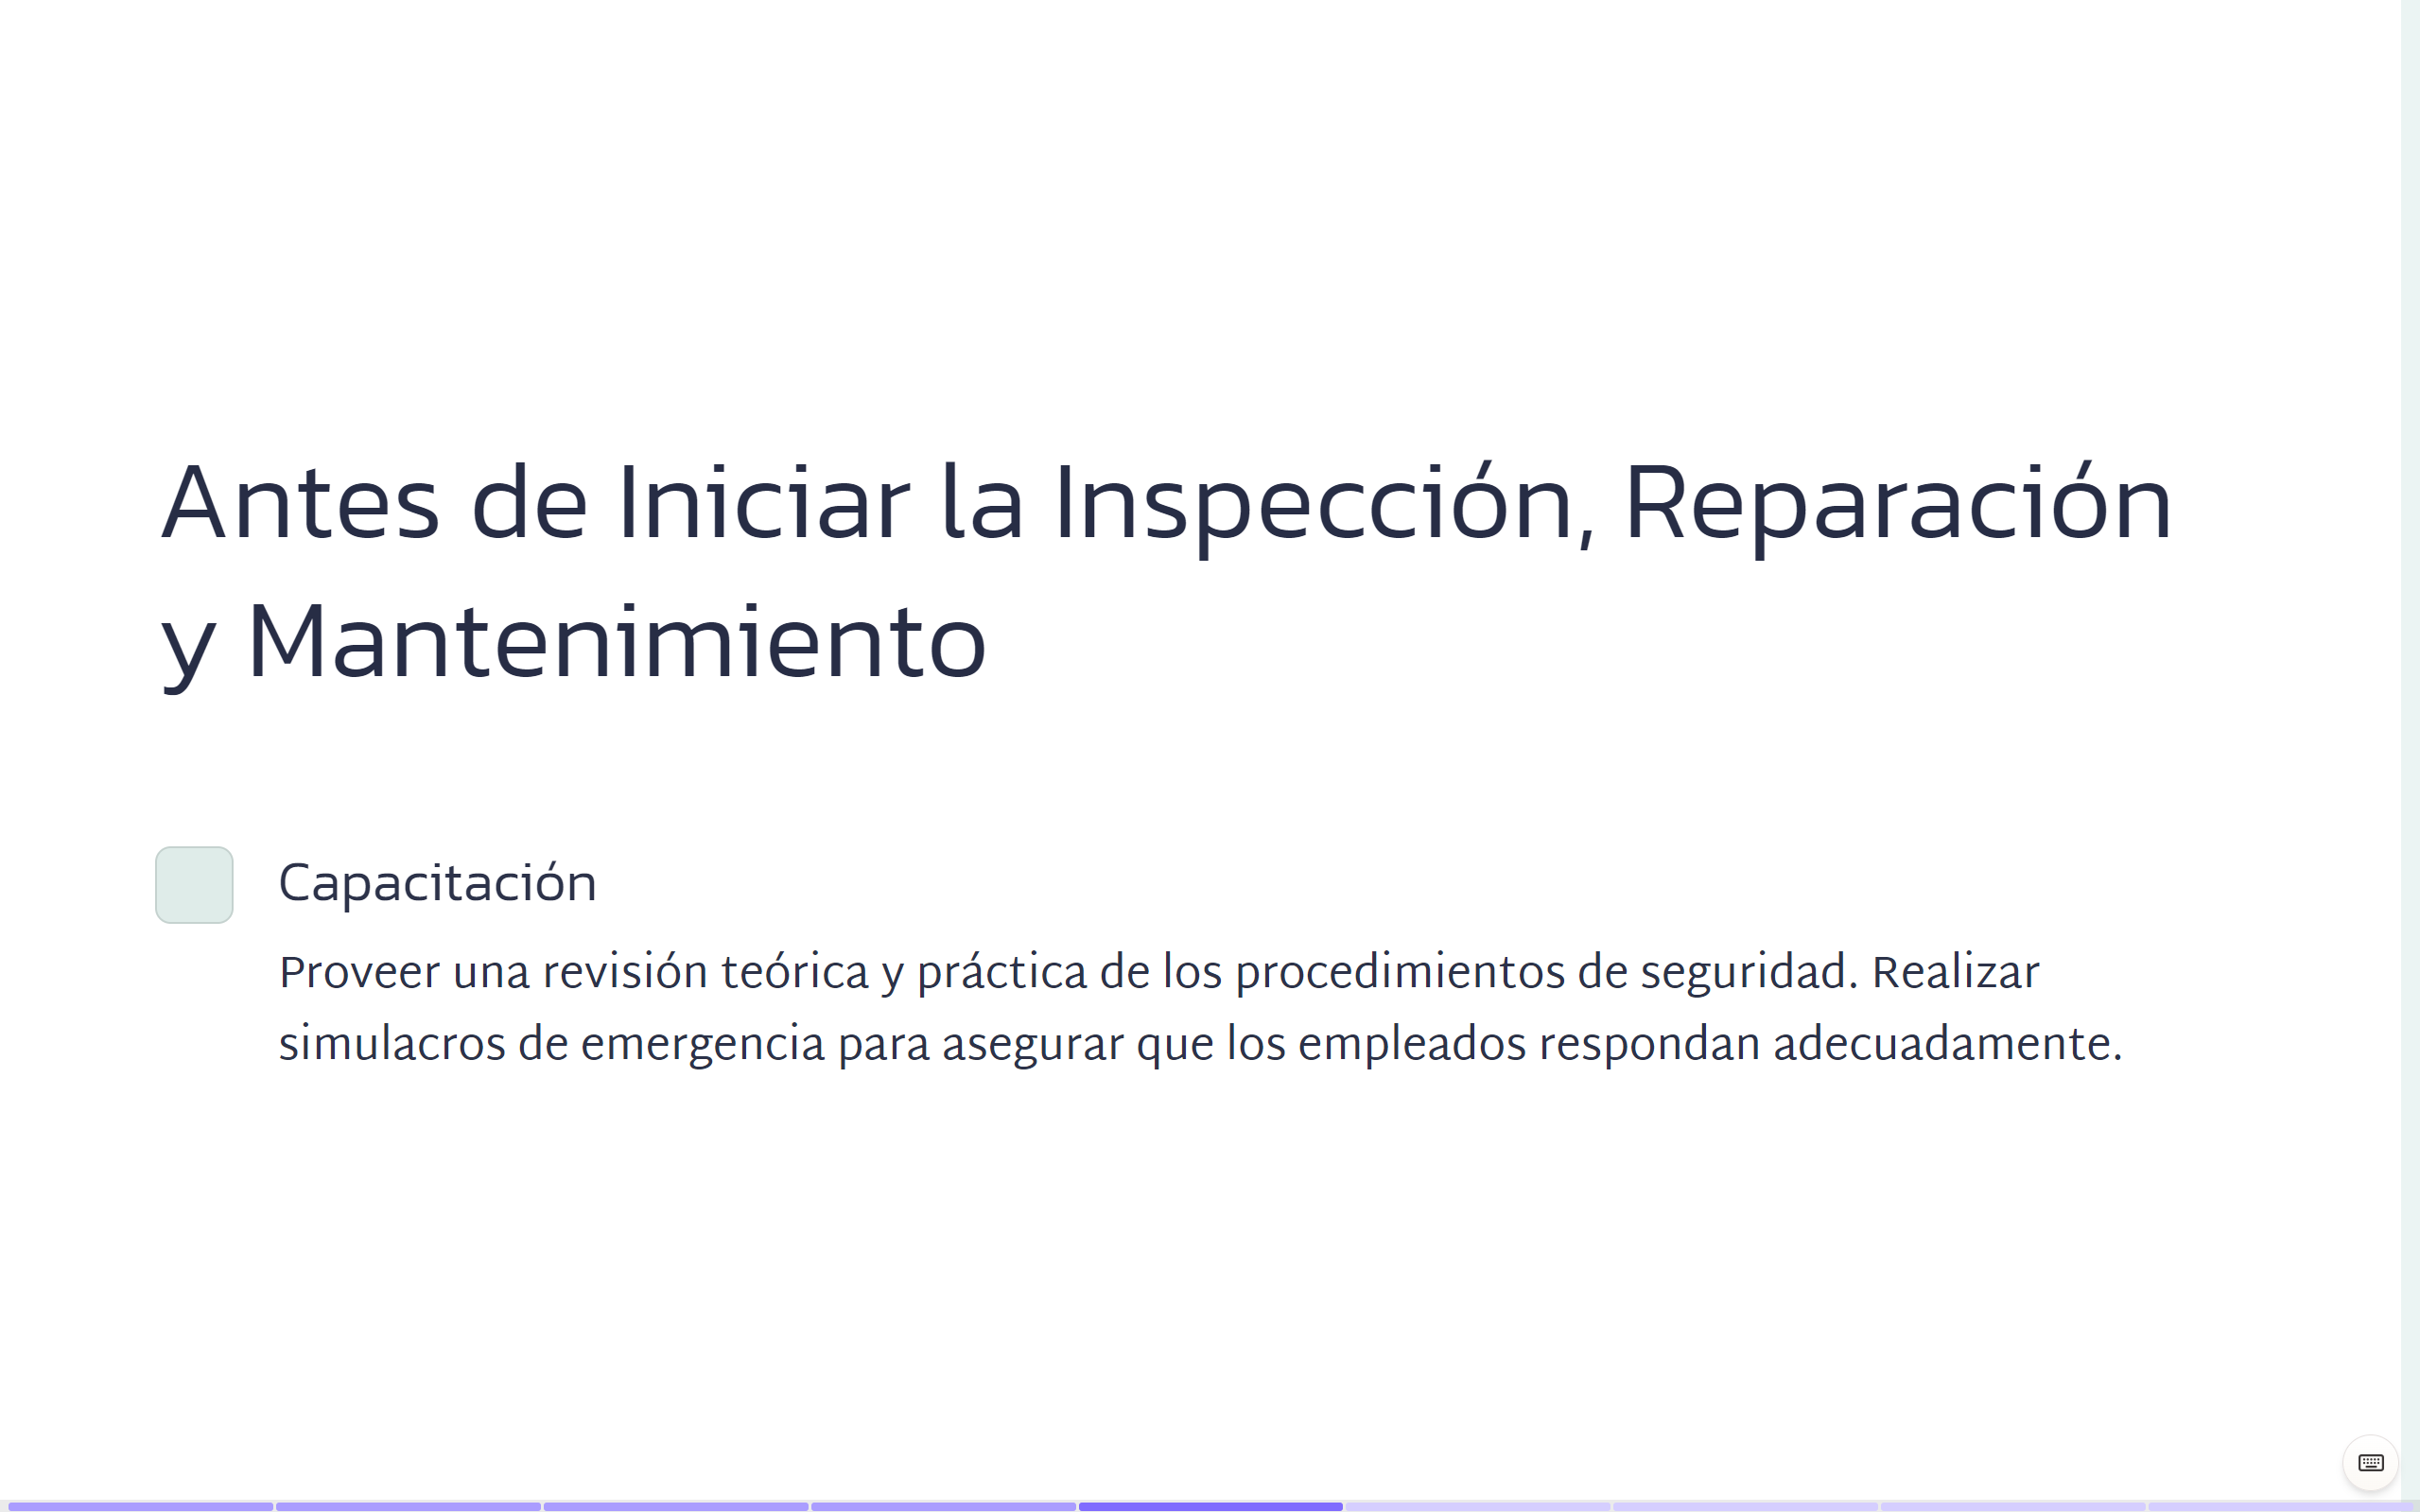 Antes de Iniciar la Inspección, Reparación
y Mantenimiento
Capacitación
Proveer una revisión teórica y práctica de los procedimientos de seguridad. Realizar
simulacros de emergencia para asegurar que los empleados respondan adecuadamente.